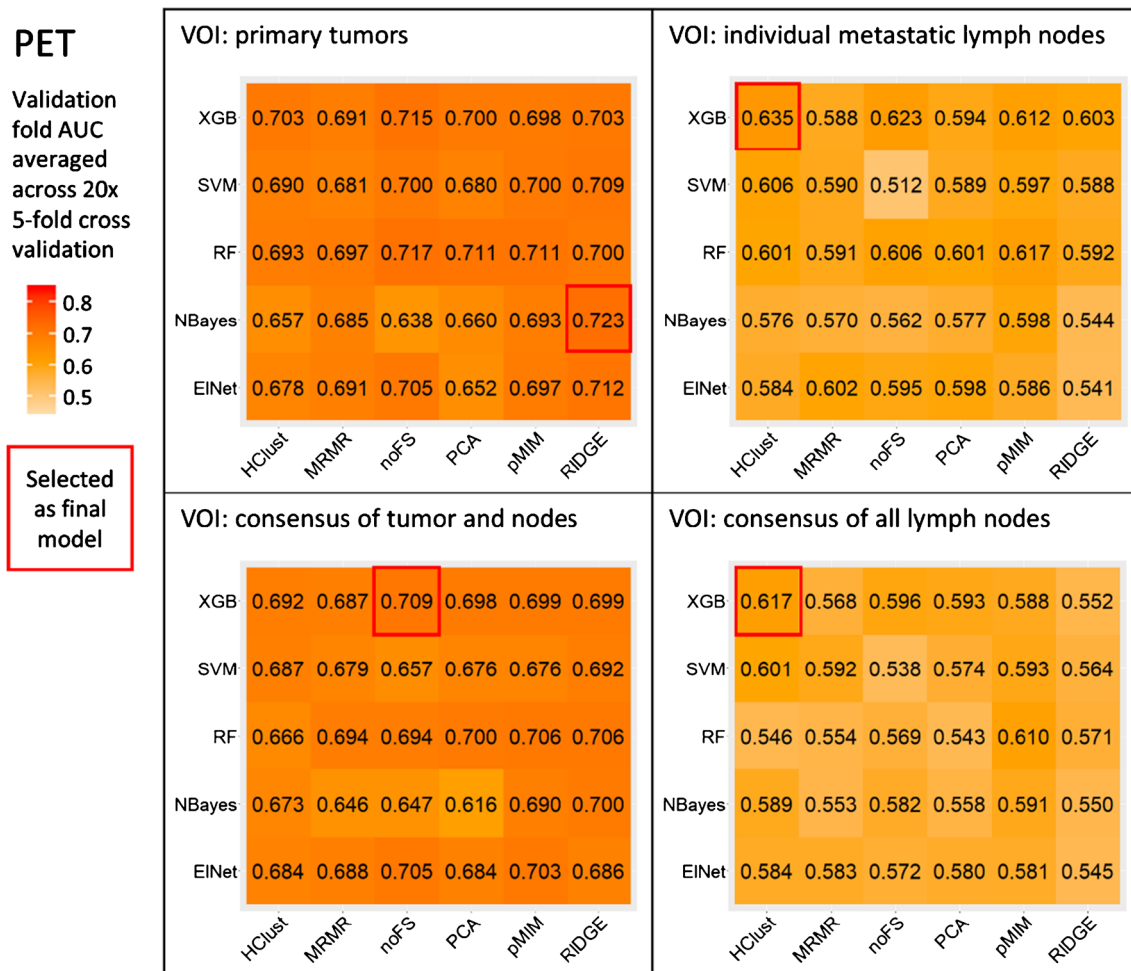 PET
Validation
fold AUC
averaged
across 20x
5-fold cross
validation
0.8
0.7
0.6
0.5
Selected
as final
model
VOI: primary tumors
XGB 0.703 0.691 0.715 0.700 0.698 0.703
SVM 0.690 0.681 0.700 0.680 0.700 0.709
RF 0.693 0.697 0.717 0.711 0.711 0.700
NBayes 0.657 0.685 0.638 0.660 0.693 0.723
ElNet 0.678 0.691 0.705 0.652 0.697 0.712
HClust MRMR noFS PCA pMIM RIDGE
VOI: individual metastatic lymph nodes
XGB 0.635 0.588 0.623 0.594 0.612 0.603
SVM 0.606 0.590 0.512 0.589 0.597 0.588
RF 0.601 0.591 0.606 0.601 0.617 0.592
NBayes 0.576 0.570 0.562 0.577 0.598 0.544
ElNet 0.584 0.602 0.595 0.598 0.586 0.541
HClust MRMR noFS PCA pMIM RIDGE
VOI: consensus of tumor and nodes
XGB 0.692 0.687 0.709 0.698 0.699 0.699
SVM 0.687 0.679 0.657 0.676 0.676 0.692
RF 0.666 0.694 0.694 0.700 0.706 0.706
NBayes 0.673 0.646 0.647 0.616 0.690 0.700
ElNet 0.684 0.688 0.705 0.684 0.703 0.686
HClust MRMR noFS PCA pMIM RIDGE
VOI: consensus of all lymph nodes
XGB 0.617 0.568 0.596 0.593 0.588 0.552
SVM 0.601 0.592 0.538 0.574 0.593 0.564
RF 0.546 0.554 0.569 0.543 0.610 0.571
NBayes 0.589 0.553 0.582 0.558 0.591 0.550
ElNet 0.584 0.583 0.572 0.580 0.581 0.545
HClust MRMR noFS PCA pMIM RIDGE